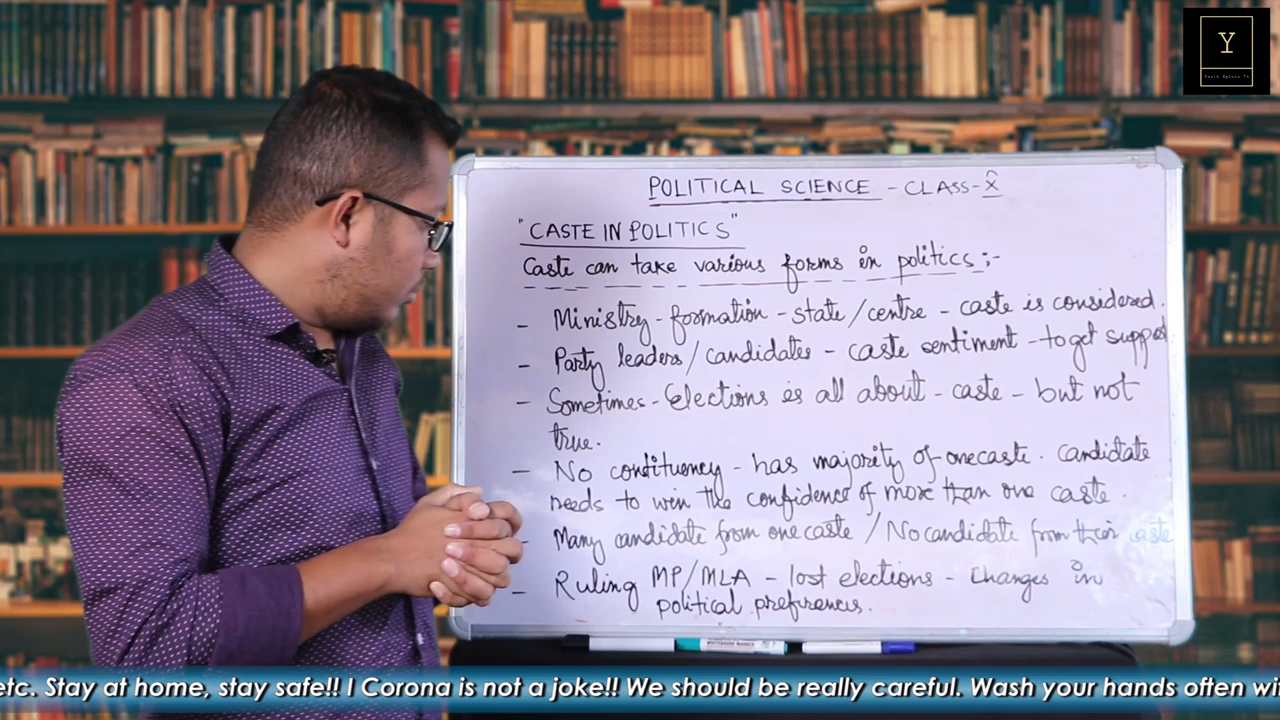 Y
POLITICAL SCIENCE - CLASS-X
"CASTE IN POLITICS"
Caste can take various forms in politics :-
- Ministry - formation - state/centre - caste is considered.
- Party leaders/candidates - caste sentiment - to get support
- Sometimes - Elections is all about - caste - but not
true.
- No contituency - has majority of one caste. Candidate
needs to win the confidence of more than one caste.
- Many candidate from one caste / No candidate from their caste
- Ruling MP/MLA - lost elections - Changes in
political prefirences.
etc. Stay at home, stay safe!! I Corona is not a joke!! We should be really careful. Wash your hands often wi